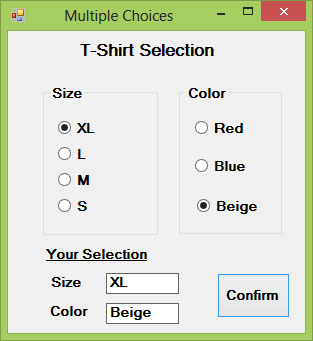 Multiple Choices
T-Shirt Selection
Size
XL
L
M
S
Color
Red
Blue
Beige
Your Selection
Size XL
Color Beige
Confirm